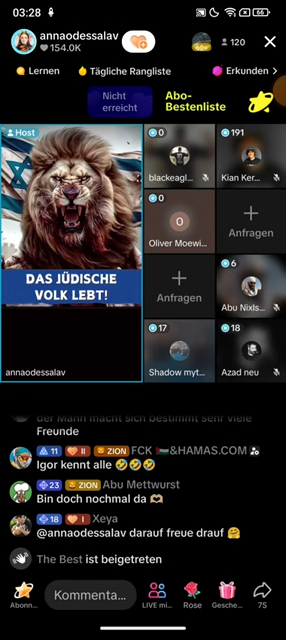 03:28
66
annaodessalav
154.0K
60+
120
Lernen
Tägliche Rangliste
Erkunden >
Nicht
erreicht
Abo-
Bestenliste
Host
DAS JÜDISCHE
VOLK LEBT!
annaodessalav
0
blackeagl...
191
Kian Ker...
0
O
Oliver Moewi...
+
Anfragen
+
Anfragen
6
Abu Nixls...
17
Shadow myt...
18
Azad neu
der Mann macht sich bestimmt sehr viele
Freunde
11 II ZION FCK 🇵🇸&HAMAS.COM
Igor kennt alle 🤣🤣🤣
23 ZION Abu Mettwurst
Bin doch nochmal da 🫶🏼
18 I Xeya
@annaodessalav darauf freue drauf 🤗
The Best ist beigetreten
Abonn...
Kommenta...
LIVE mi...
Rose
Gesche...
75